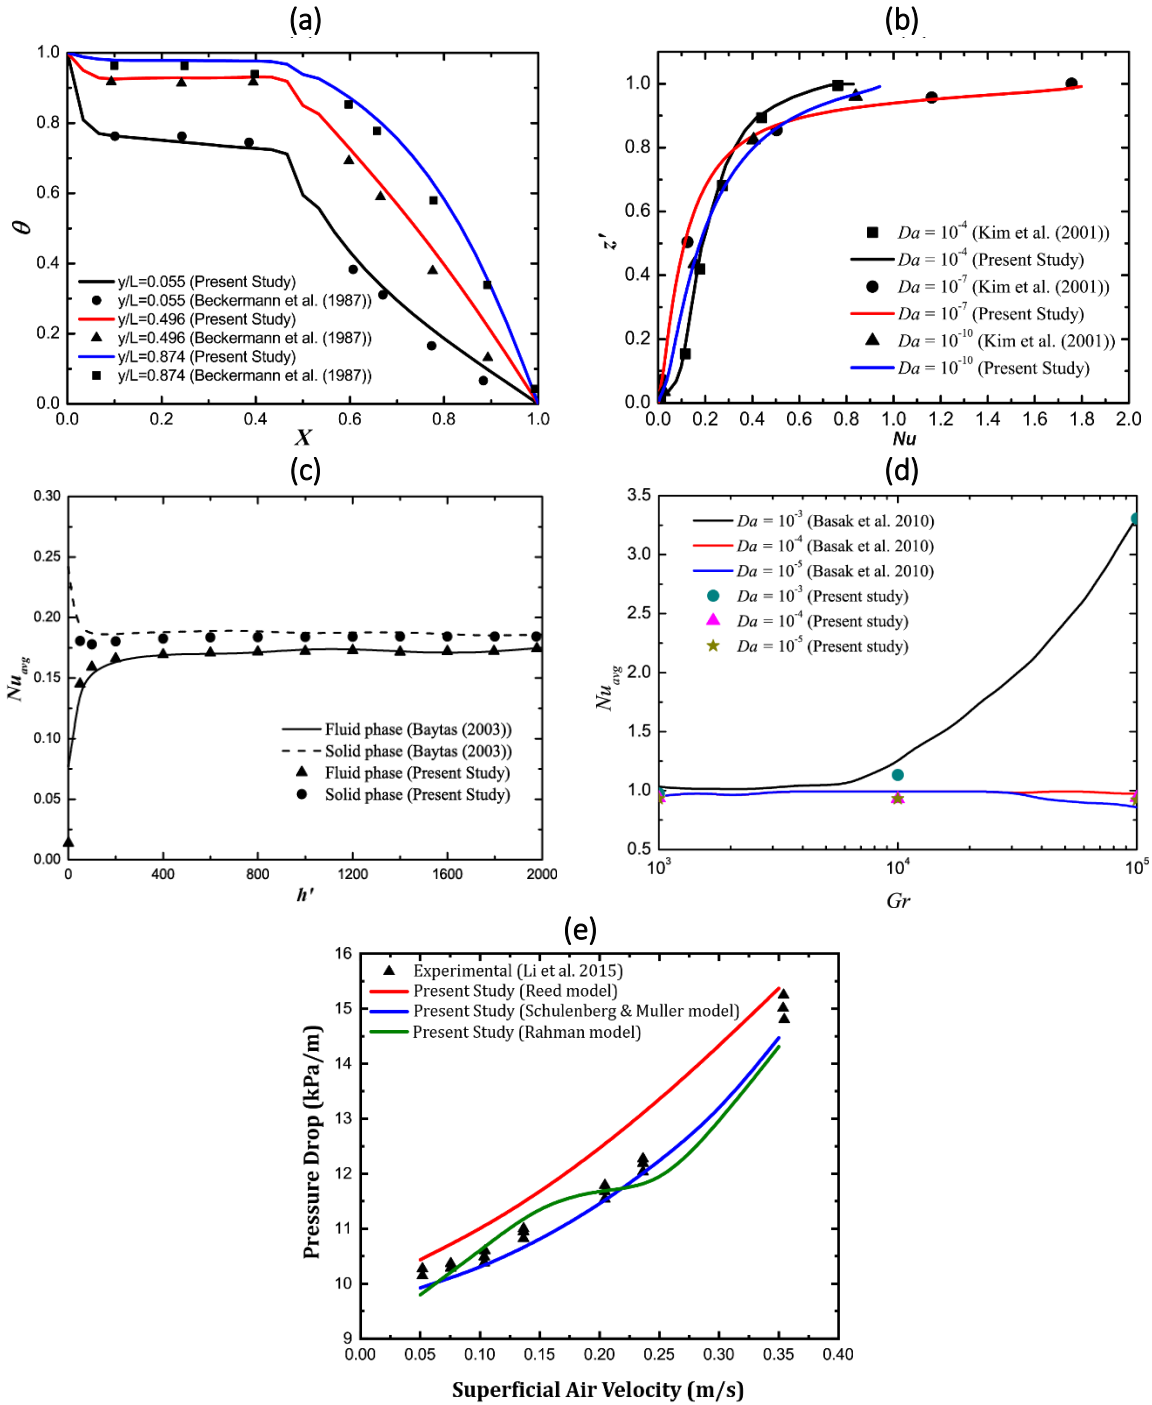 (a)
1.0
0.8
0.6
0.4
0.2
0.0
θ
y/L=0.055 (Present Study)
y/L=0.055 (Beckermann et al. (1987))
y/L=0.496 (Present Study)
y/L=0.496 (Beckermann et al. (1987))
y/L=0.874 (Present Study)
y/L=0.874 (Beckermann et al. (1987))
0.0 0.2 0.4 0.6 0.8 1.0
X
(b)
1.0
0.8
0.6
0.4
0.2
0.0
z'
Da = 10⁻⁴ (Kim et al. (2001))
Da = 10⁻⁴ (Present Study)
Da = 10⁻⁷ (Kim et al. (2001))
Da = 10⁻⁷ (Present Study)
Da = 10⁻¹⁰ (Kim et al. (2001))
Da = 10⁻¹⁰ (Present Study)
0.0 0.2 0.4 0.6 0.8 1.0 1.2 1.4 1.6 1.8 2.0
Nu
(c)
0.30
0.25
0.20
0.15
0.10
0.05
0.00
Nu_avg
Fluid phase (Baytas (2003))
Solid phase (Baytas (2003))
Fluid phase (Present Study)
Solid phase (Present Study)
0 400 800 1200 1600 2000
h'
(d)
3.5
3.0
2.5
2.0
1.5
1.0
0.5
Nu_avg
Da = 10⁻³ (Basak et al. 2010)
Da = 10⁻⁴ (Basak et al. 2010)
Da = 10⁻⁵ (Basak et al. 2010)
Da = 10⁻³ (Present study)
Da = 10⁻⁴ (Present study)
Da = 10⁻⁵ (Present study)
10³ 10⁴ 10⁵
Gr
(e)
16
15
14
13
12
11
10
9
Pressure Drop (kPa/m)
Experimental (Li et al. 2015)
Present Study (Reed model)
Present Study (Schulenberg & Muller model)
Present Study (Rahman model)
0.00 0.05 0.10 0.15 0.20 0.25 0.30 0.35 0.40
Superficial Air Velocity (m/s)